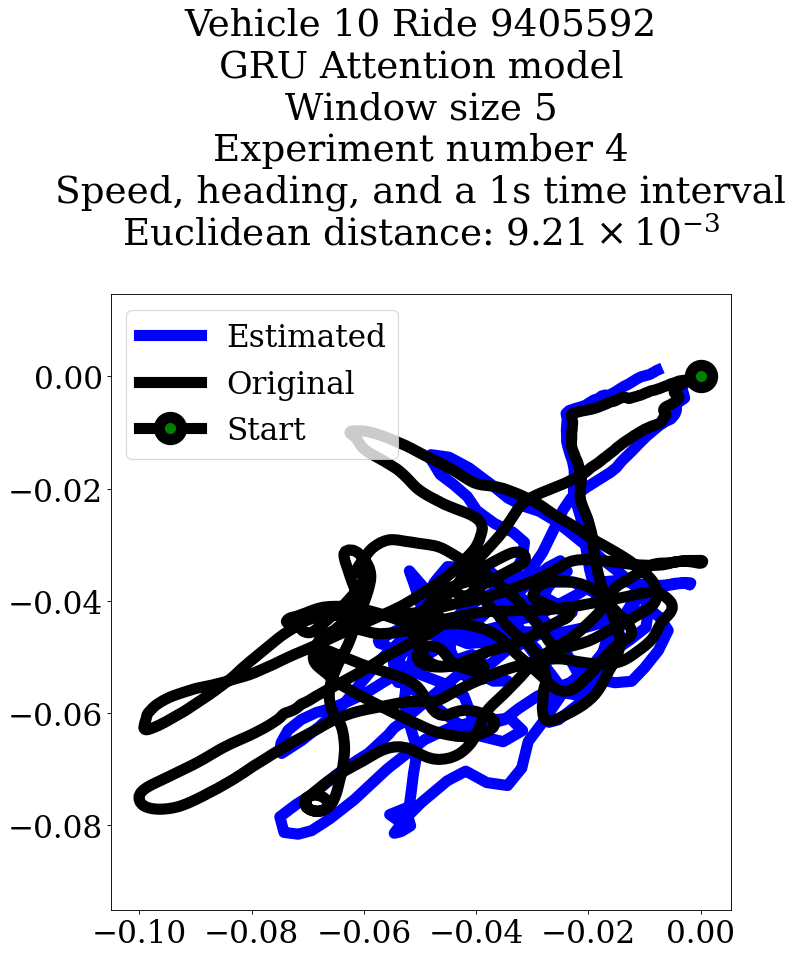 Vehicle 10 Ride 9405592
GRU Attention model
Window size 5
Experiment number 4
Speed, heading, and a 1s time interval
Euclidean distance: 9.21 × 10⁻³
Estimated
Original
Start
0.00
−0.02
−0.04
−0.06
−0.08
−0.10 −0.08 −0.06 −0.04 −0.02 0.00